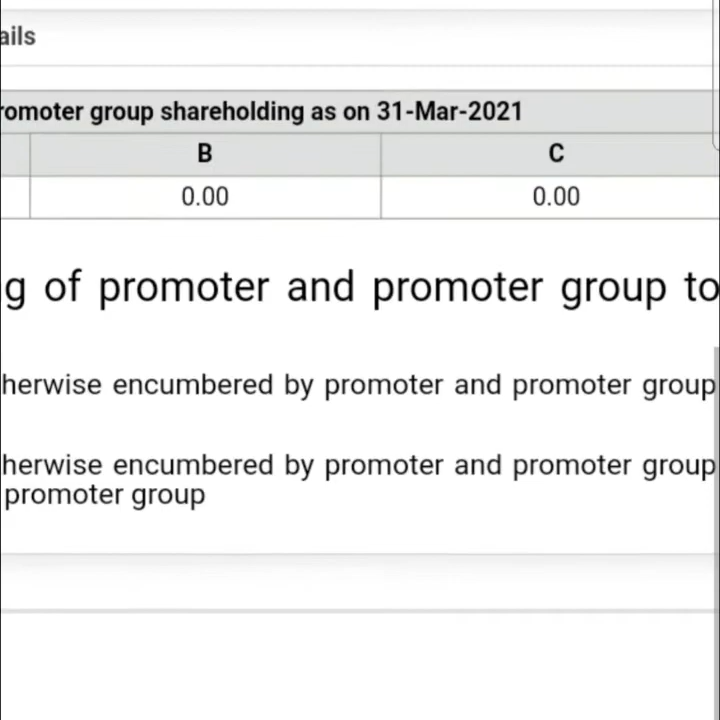 ails
romoter group shareholding as on 31-Mar-2021
B C
0.00 0.00
g of promoter and promoter group to
herwise encumbered by promoter and promoter group
herwise encumbered by promoter and promoter group
promoter group